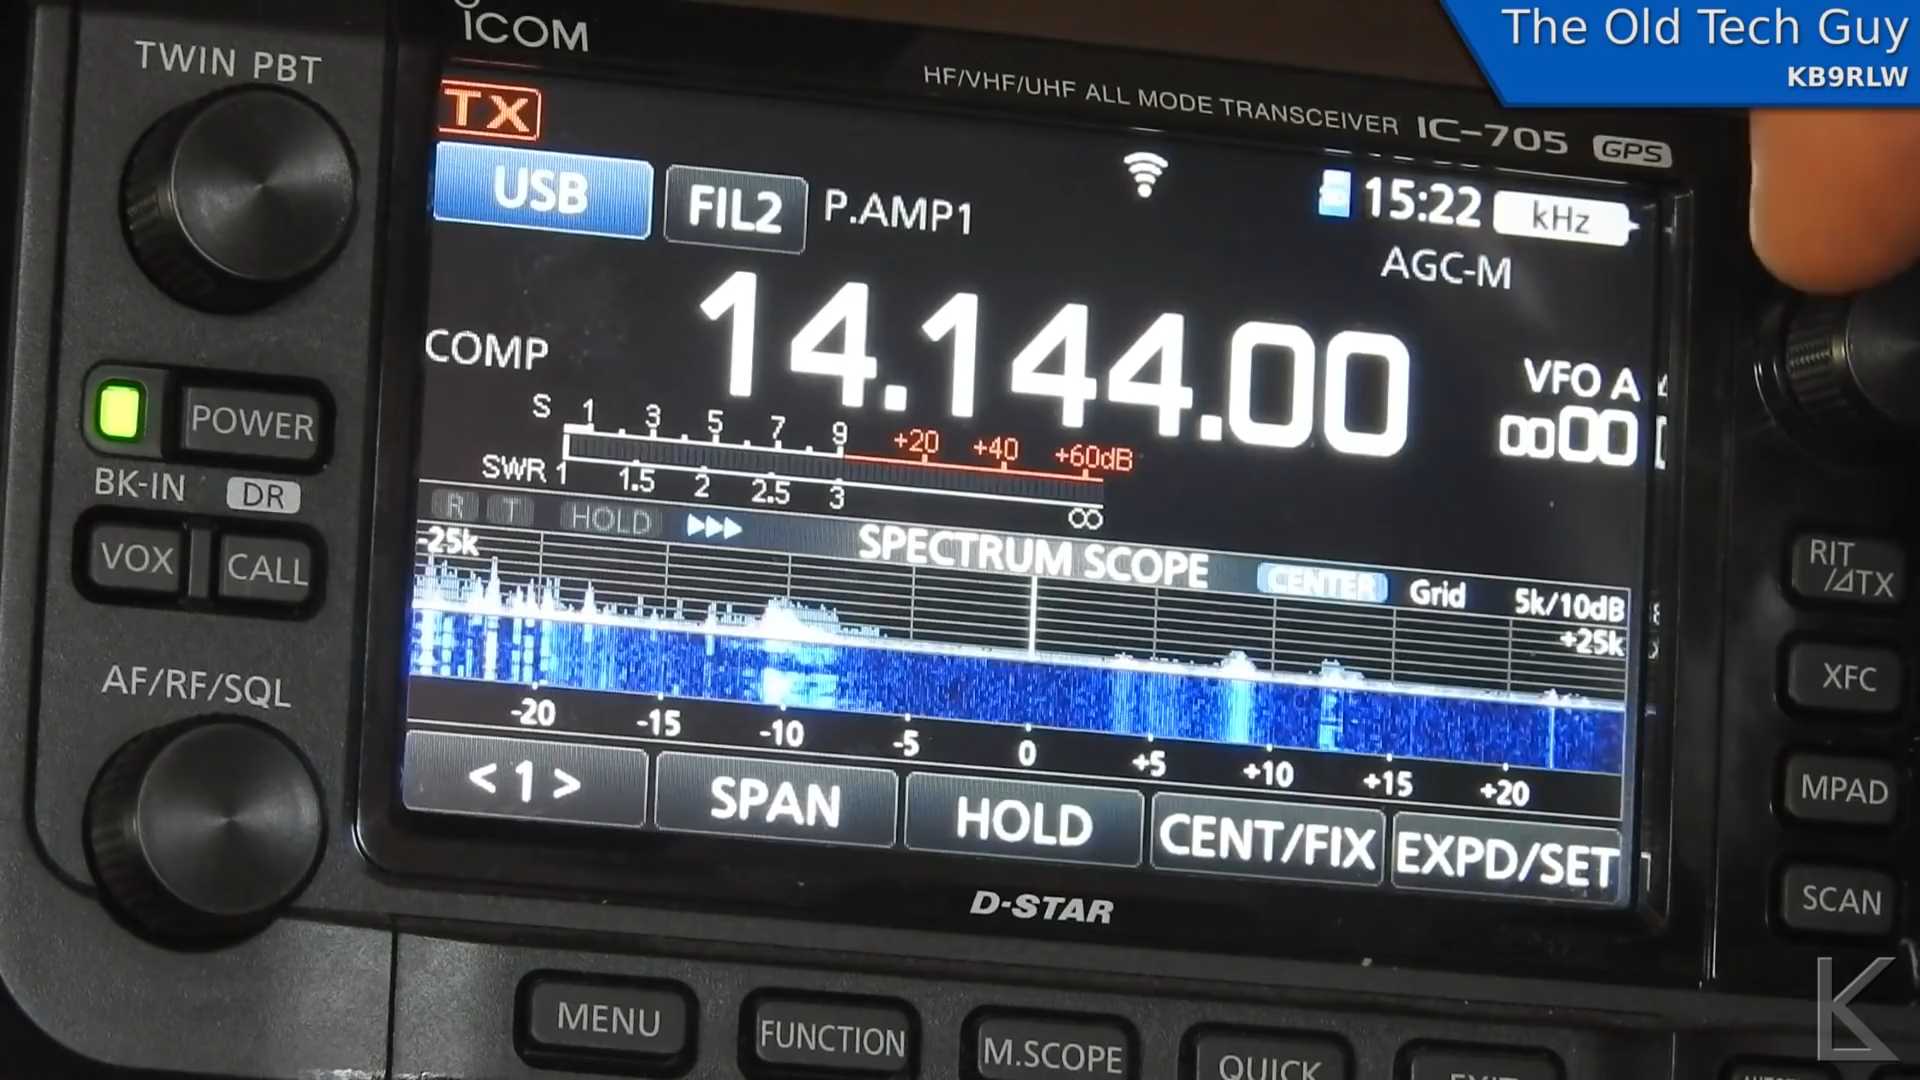 The Old Tech Guy
KB9RLW
ICOM
TWIN PBT
HF/VHF/UHF ALL MODE TRANSCEIVER IC-705 GPS
TX
USB FIL2 P.AMP1 15:22 kHz
AGC-M
14.144.00
COMP
VFO A
0000
S 1 3 5 7 9 +20 +40 +60dB
SWR 1 1.5 2 2.5 3 ∞
POWER
BK-IN DR
VOX CALL
R T HOLD
SPECTRUM SCOPE CENTER Grid 5k/10dB
-25k +25k
-20 -15 -10 -5 0 +5 +10 +15 +20
< 1 > SPAN HOLD CENT/FIX EXPD/SET
AF/RF/SQL
RIT
/⊿TX
XFC
MPAD
SCAN
D-STAR
MENU FUNCTION M.SCOPE QUICK
K